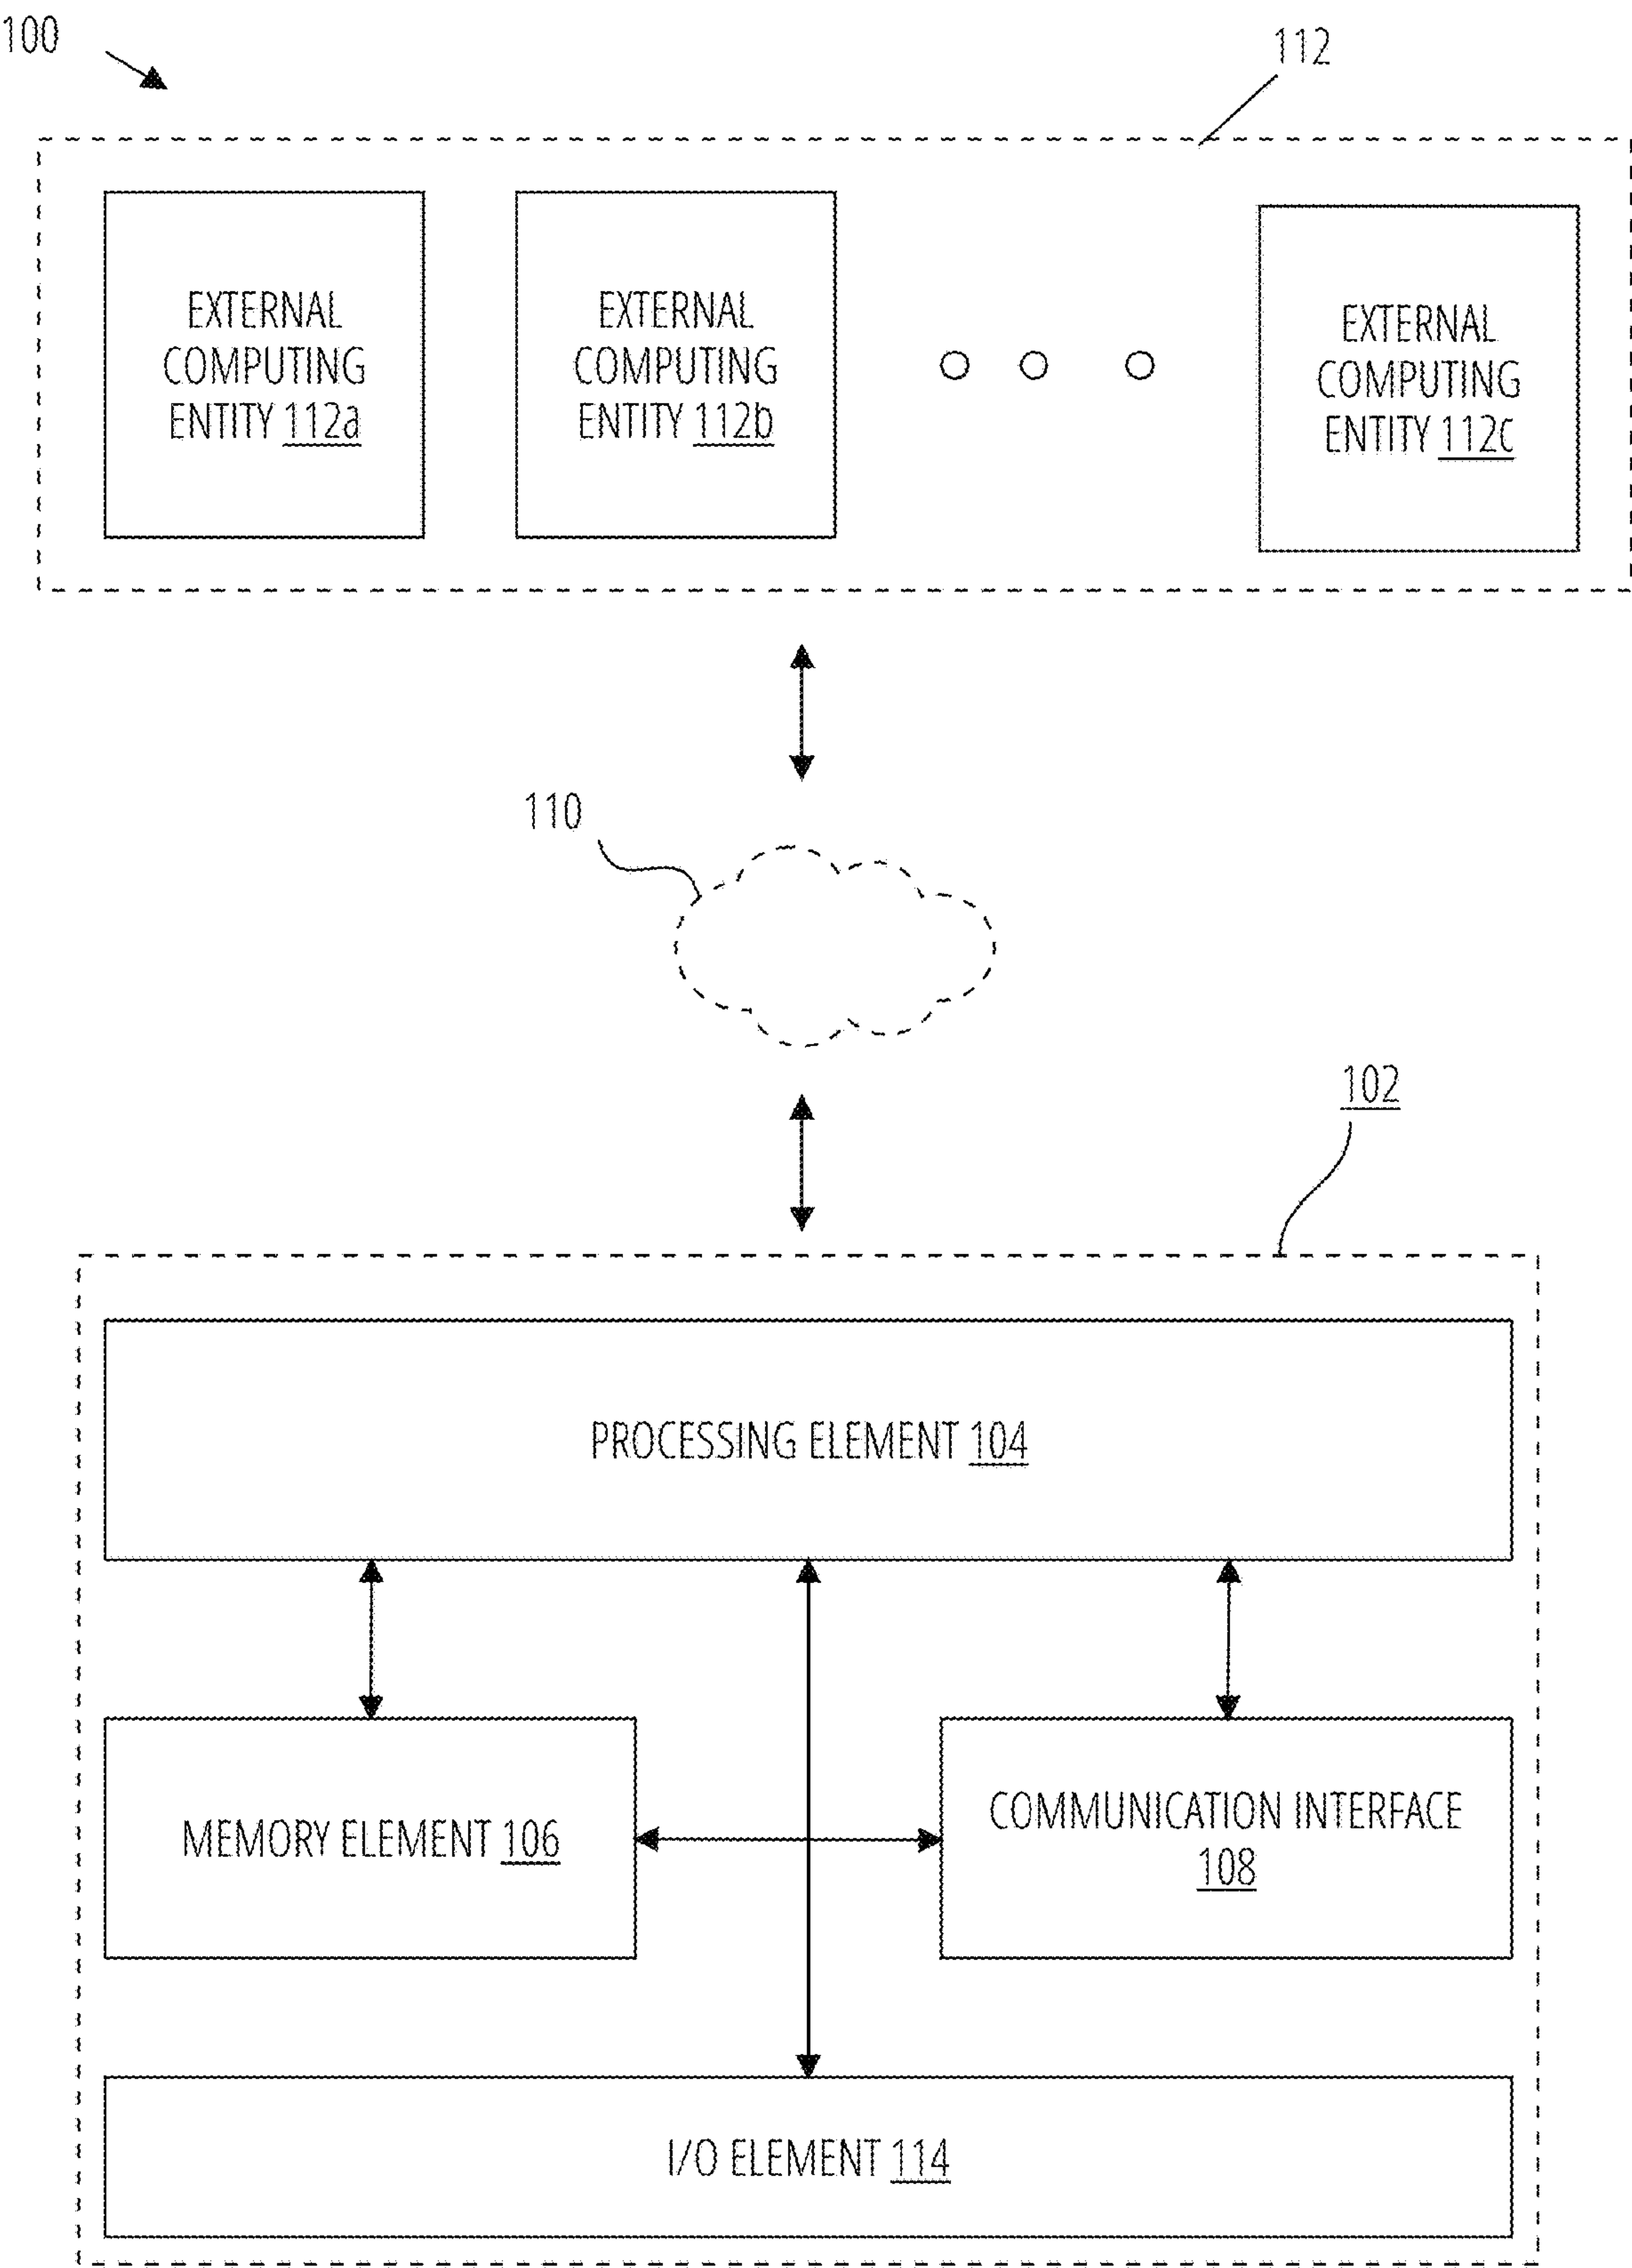 100
112
EXTERNAL
COMPUTING
ENTITY 112a
EXTERNAL
COMPUTING
ENTITY 112b
EXTERNAL
COMPUTING
ENTITY 112c
110
102
PROCESSING ELEMENT 104
MEMORY ELEMENT 106
COMMUNICATION INTERFACE
108
I/O ELEMENT 114